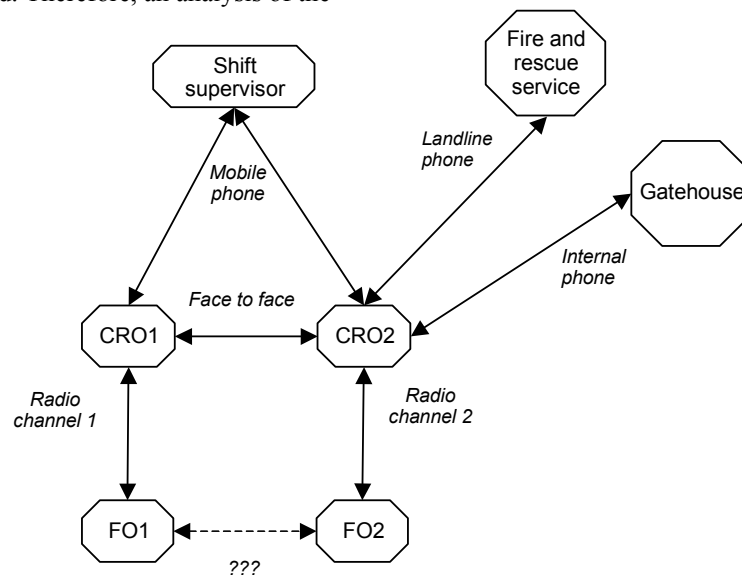 d. Therefore, an analysis of the
Shift
supervisor
Fire and
rescue
service
Landline
phone
Mobile
phone
Gatehouse
Internal
phone
Face to face
CRO1
CRO2
Radio
channel 1
Radio
channel 2
FO1
FO2
???